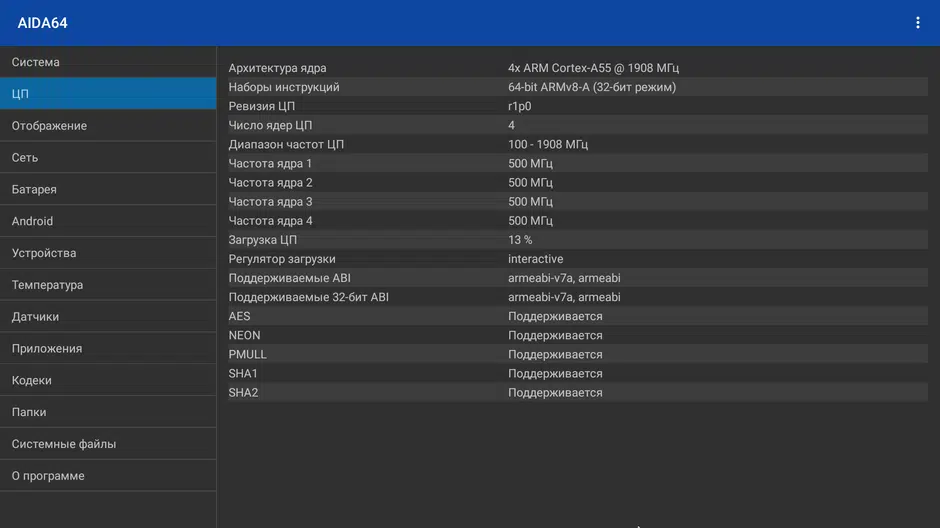 AIDA64
Система
ЦП
Отображение
Сеть
Батарея
Android
Устройства
Температура
Датчики
Приложения
Кодеки
Папки
Системные файлы
О программе
Архитектура ядра 4x ARM Cortex-A55 @ 1908 МГц
Наборы инструкций 64-bit ARMv8-A (32-бит режим)
Ревизия ЦП r1p0
Число ядер ЦП 4
Диапазон частот ЦП 100 - 1908 МГц
Частота ядра 1 500 МГц
Частота ядра 2 500 МГц
Частота ядра 3 500 МГц
Частота ядра 4 500 МГц
Загрузка ЦП 13 %
Регулятор загрузки interactive
Поддерживаемые ABI armeabi-v7a, armeabi
Поддерживаемые 32-бит ABI armeabi-v7a, armeabi
AES Поддерживается
NEON Поддерживается
PMULL Поддерживается
SHA1 Поддерживается
SHA2 Поддерживается